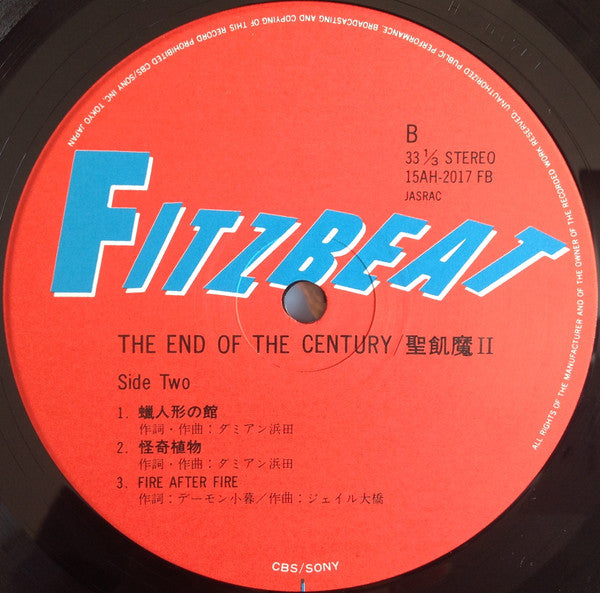 B
33 1/3 STEREO
15AH-2017 FB
JASRAC
FITZBEAT
THE END OF THE CENTURY/聖飢魔II
Side Two
1. 蝋人形の館
作詞・作曲:ダミアン浜田
2. 怪奇植物
作詞・作曲:ダミアン浜田
3. FIRE AFTER FIRE
作詞:デーモン小暮/作曲:ジェイル大橋
CBS/SONY
ALL RIGHTS OF THE MANUFACTURER AND OF THE OWNER OF THE RECORDED WORK RESERVED. UNAUTHORIZED PUBLIC PERFORMANCE, BROADCASTING AND COPYING OF THIS RECORD PROHIBITED CBS/SONY INC. TOKYO JAPAN